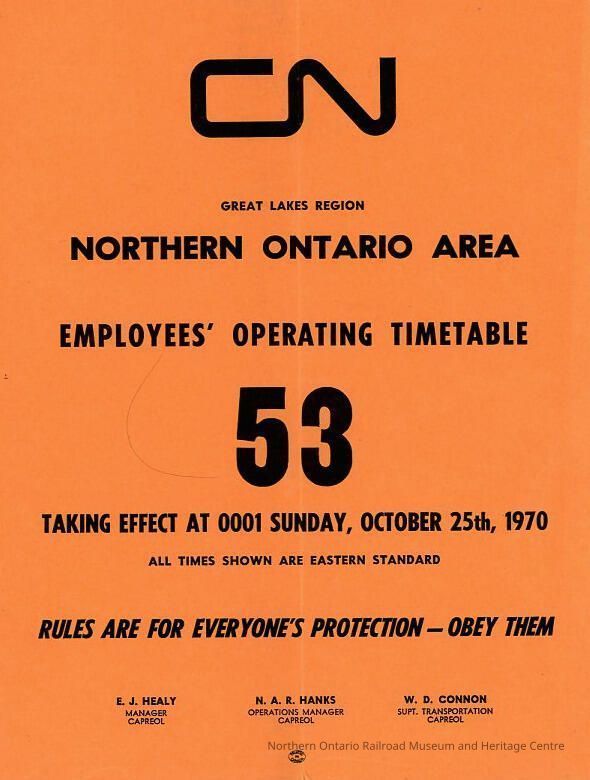 CN
GREAT LAKES REGION
NORTHERN ONTARIO AREA
EMPLOYEES' OPERATING TIMETABLE
53
TAKING EFFECT AT 0001 SUNDAY, OCTOBER 25th, 1970
ALL TIMES SHOWN ARE EASTERN STANDARD
RULES ARE FOR EVERYONE'S PROTECTION — OBEY THEM
E. J. HEALY
MANAGER
CAPREOL
N. A. R. HANKS
OPERATIONS MANAGER
CAPREOL
W. D. CONNON
SUPT. TRANSPORTATION
CAPREOL
Northern Ontario Railroad Museum and Heritage Centre